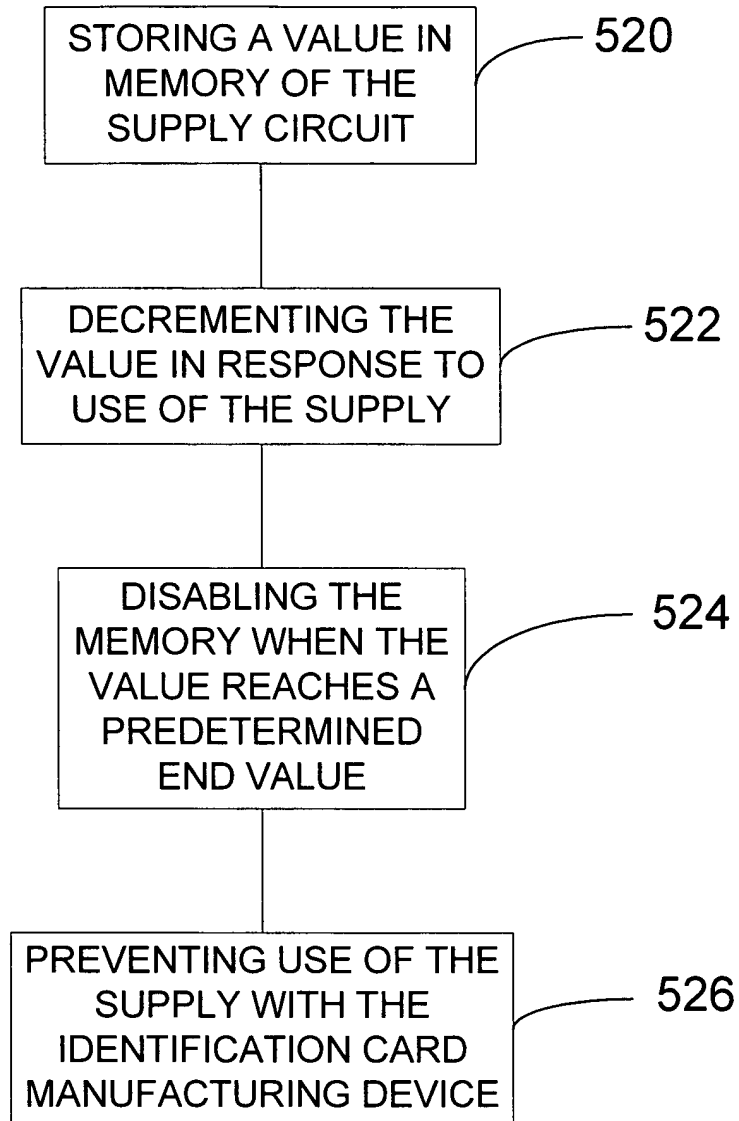 STORING A VALUE IN
MEMORY OF THE
SUPPLY CIRCUIT
520
DECREMENTING THE
VALUE IN RESPONSE TO
USE OF THE SUPPLY
522
DISABLING THE
MEMORY WHEN THE
VALUE REACHES A
PREDETERMINED
END VALUE
524
PREVENTING USE OF THE
SUPPLY WITH THE
IDENTIFICATION CARD
MANUFACTURING DEVICE
526